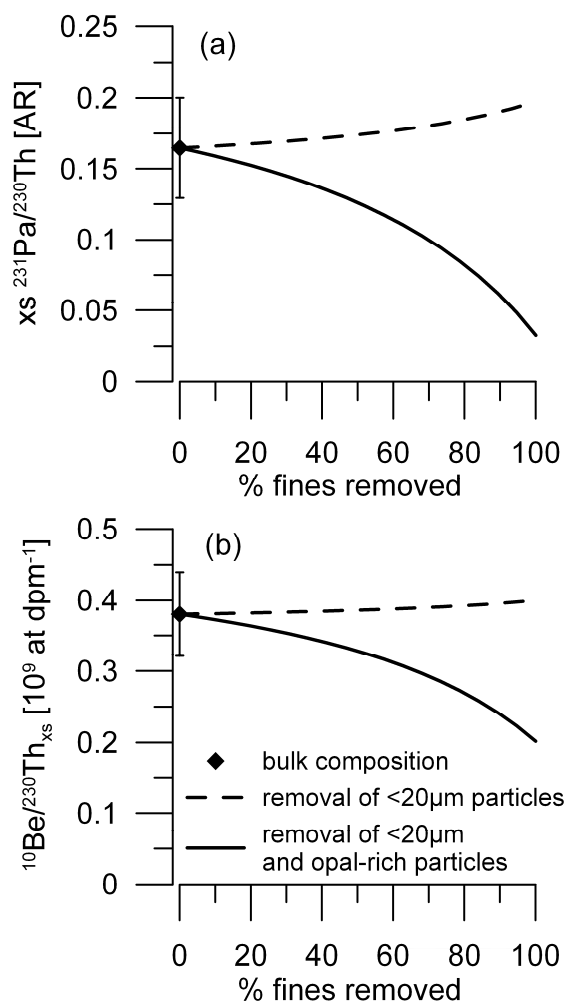 (a)
xs ²³¹Pa/²³⁰Th [AR]
0.25
0.2
0.15
0.1
0.05
0
0 20 40 60 80 100
% fines removed
(b)
¹⁰Be/²³⁰Thₓₛ [10⁹ at dpm⁻¹]
0.5
0.4
0.3
0.2
0.1
0
bulk composition
removal of <20µm particles
removal of <20µm
and opal-rich particles
0 20 40 60 80 100
% fines removed